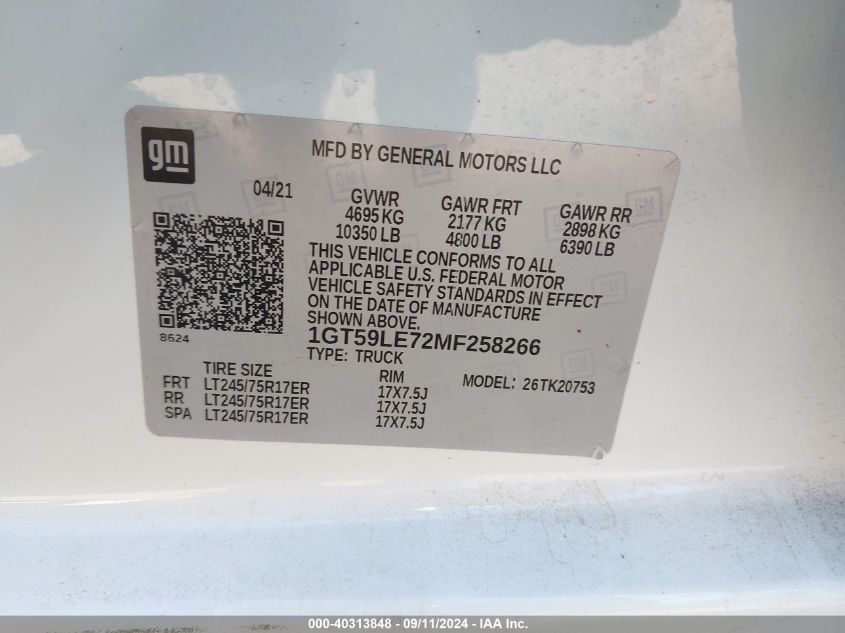 gm
MFD BY GENERAL MOTORS LLC
04/21
GVWR
4695 KG
10350 LB
GAWR FRT
2177 KG
4800 LB
GAWR RR
2898 KG
6390 LB
THIS VEHICLE CONFORMS TO ALL
APPLICABLE U.S. FEDERAL MOTOR
VEHICLE SAFETY STANDARDS IN EFFECT
ON THE DATE OF MANUFACTURE
SHOWN ABOVE.
8624
1GT59LE72MF258266
TYPE: TRUCK
TIRE SIZE
RIM
MODEL: 26TK20753
FRT LT245/75R17ER 17X7.5J
RR LT245/75R17ER 17X7.5J
SPA LT245/75R17ER 17X7.5J
000-40313848 - 09/11/2024 - IAA Inc.